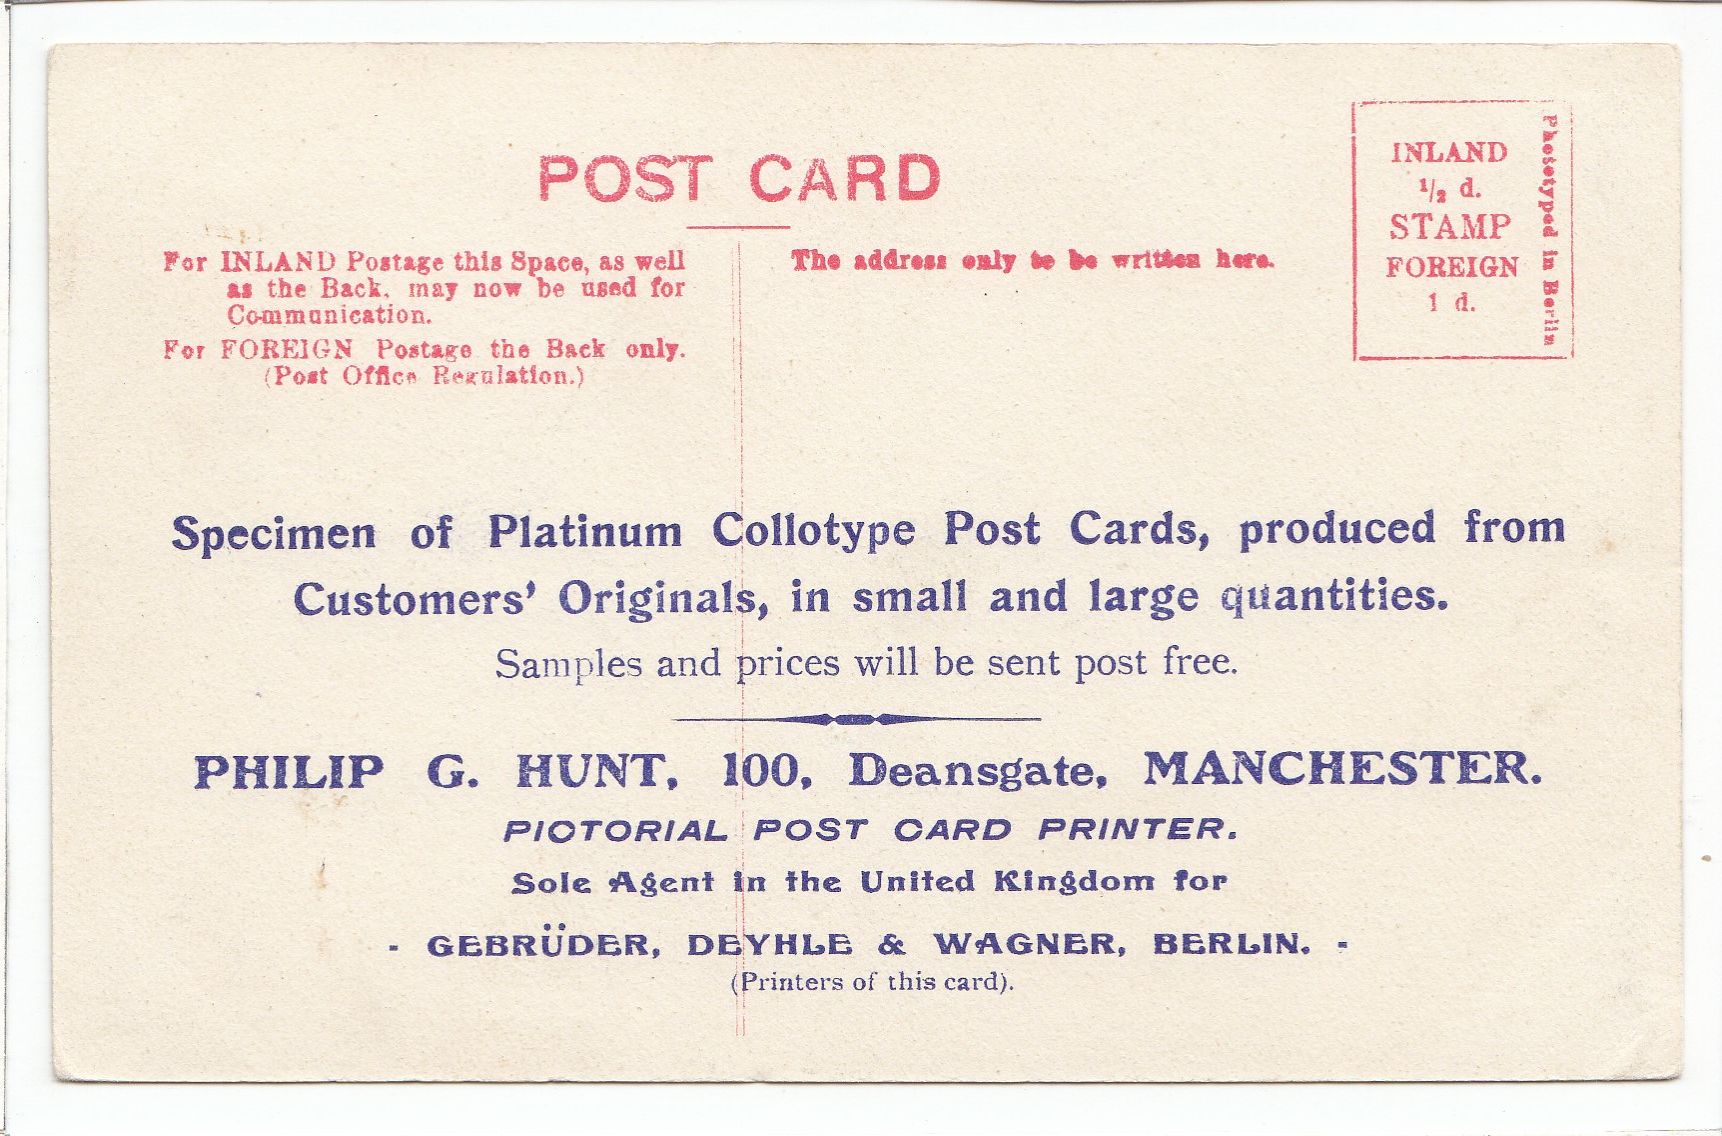 POST CARD
For INLAND Postage this Space, as well
as the Back, may now be used for
Communication.
For FOREIGN Postage the Back only.
(Post Office Regulation.)
The address only to be written here.
INLAND
½ d.
STAMP
FOREIGN
1 d.
Photolyped in Berlin
Specimen of Platinum Collotype Post Cards, produced from
Customers' Originals, in small and large quantities.
Samples and prices will be sent post free.
PHILIP G. HUNT, 100, Deansgate, MANCHESTER.
PICTORIAL POST CARD PRINTER.
Sole Agent in the United Kingdom for
- GEBRÜDER, DEYHLE & WAGNER, BERLIN. -
(Printers of this card).